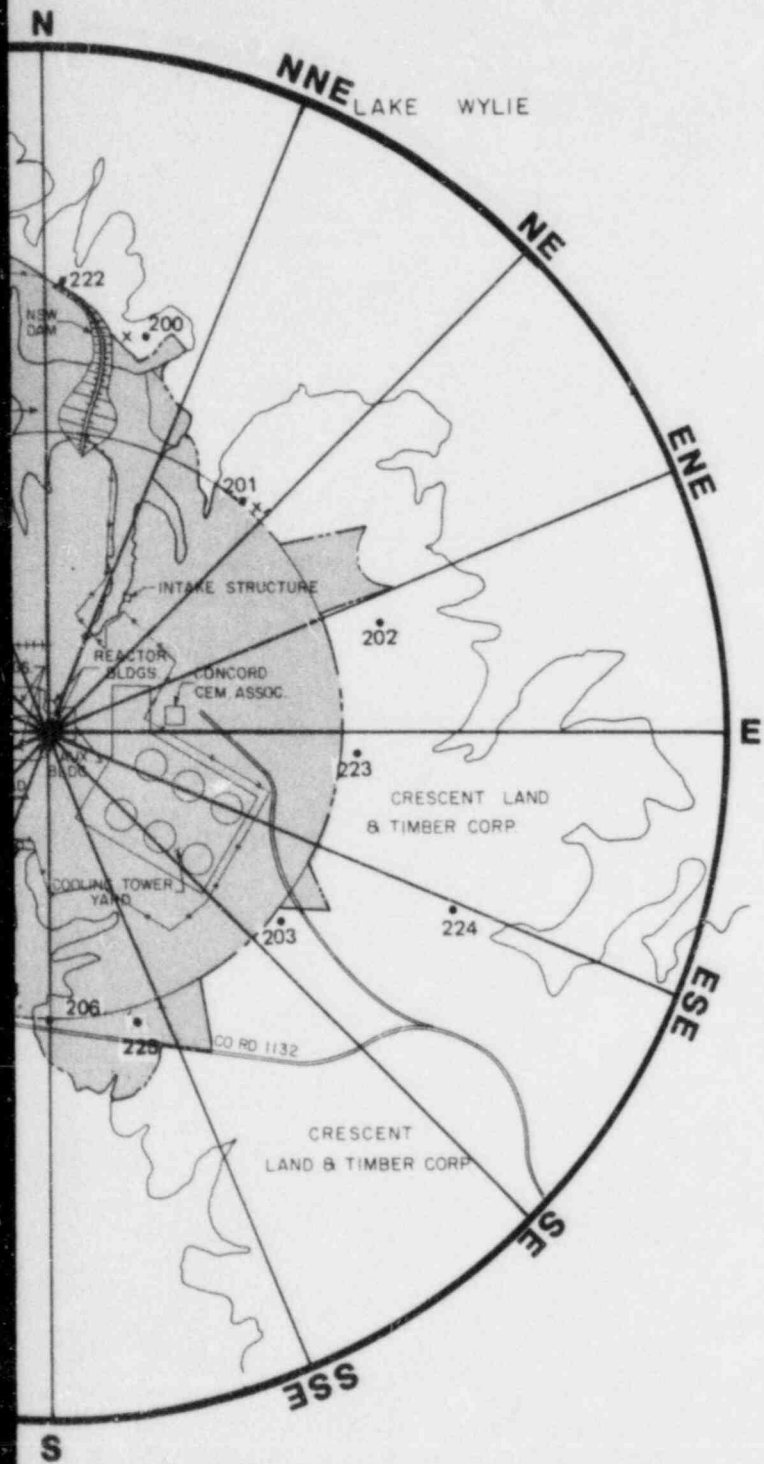 N
NNE
LAKE WYLIE
NE
222
NSW
DAM
200
ENE
201
INTAKE STRUCTURE
202
REACTOR
BLDGS.
CONCORD
CEM. ASSOC.
E
223
CRESCENT LAND
& TIMBER CORP.
COOLING TOWER
YARD
203
224
ESE
206
225
CO RD 1132
CRESCENT
LAND & TIMBER CORP
SE
SSE
S